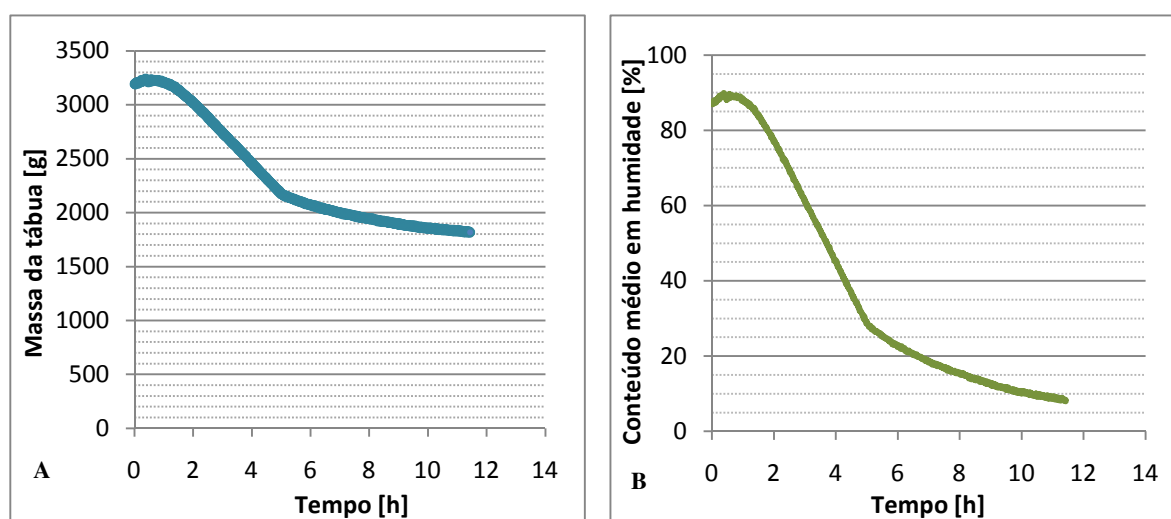 Massa da tábua [g]
3500
3000
2500
2000
1500
1000
500
0
0 2 4 6 8 10 12 14
Tempo [h]
A
Conteúdo médio em humidade [%]
100
80
60
40
20
0
0 2 4 6 8 10 12 14
Tempo [h]
B